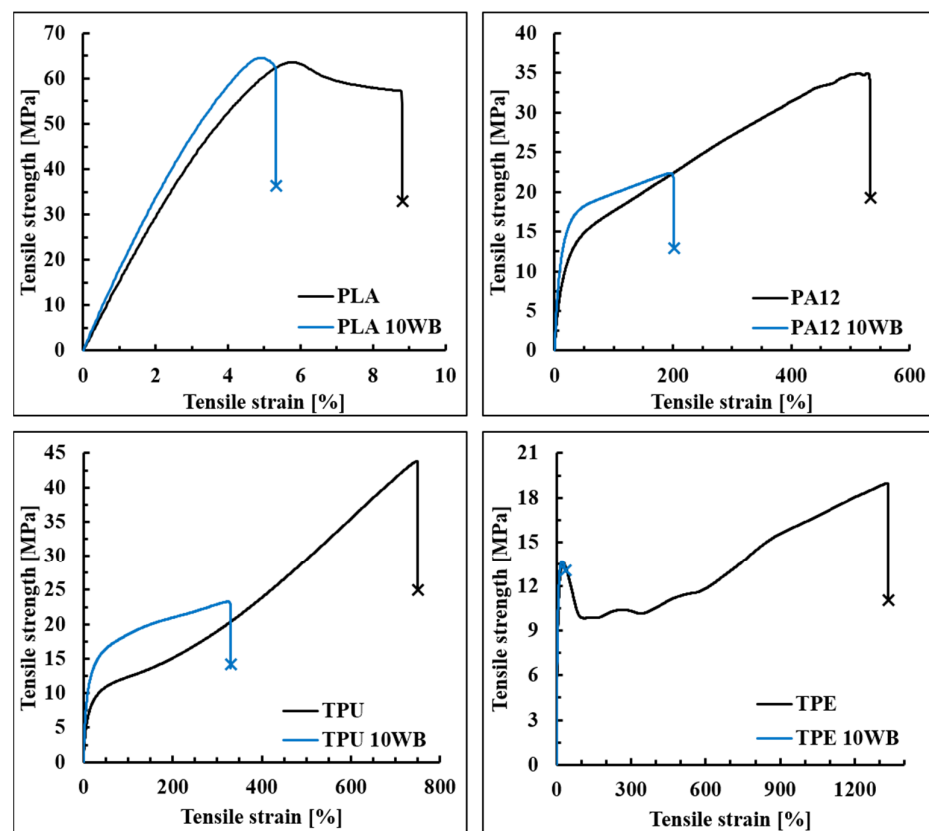 Tensile strength [MPa]
70
60
50
40
30
20
10
0
PLA
PLA 10WB
0 2 4 6 8 10
Tensile strain [%]
Tensile strength [MPa]
40
35
30
25
20
15
10
5
0
PA12
PA12 10WB
0 200 400 600
Tensile strain [%]
Tensile strength [MPa]
45
40
35
30
25
20
15
10
5
0
TPU
TPU 10WB
0 200 400 600 800
Tensile strain [%]
Tensile strength [MPa]
21
18
15
12
9
6
3
0
TPE
TPE 10WB
0 300 600 900 1200
Tensile strain [%]